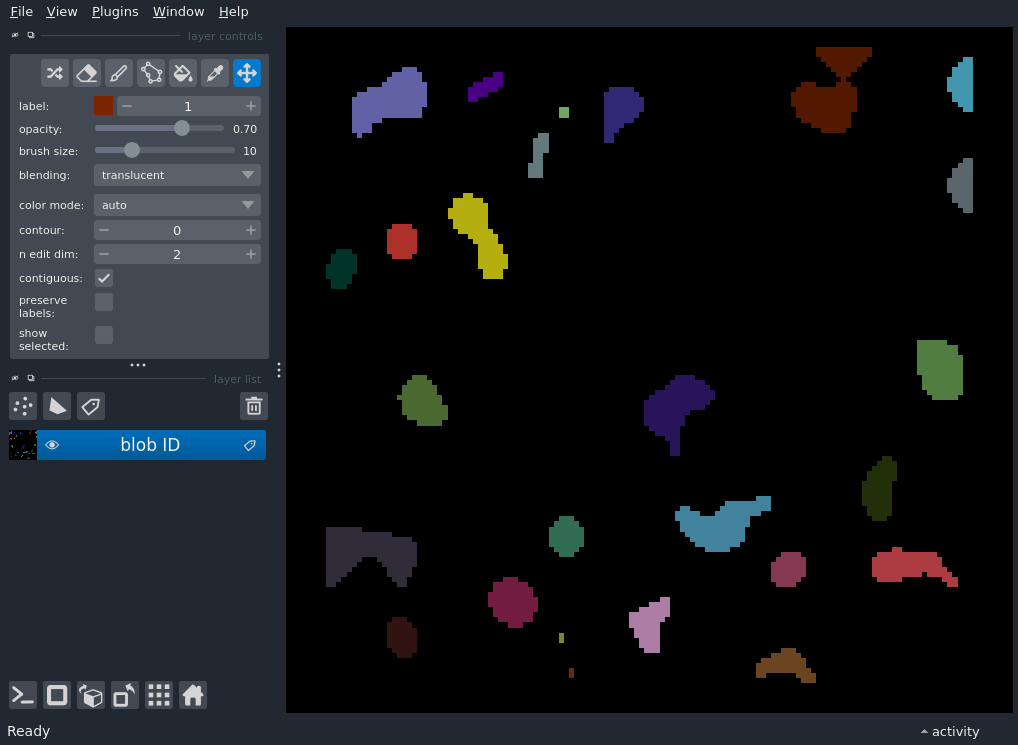 File View Plugins Window Help
layer controls
label: 1
opacity: 0.70
brush size: 10
blending: translucent
color mode: auto
contour: 0
n edit dim: 2
contiguous:
preserve
labels:
show
selected:
layer list
blob ID
Ready
activity